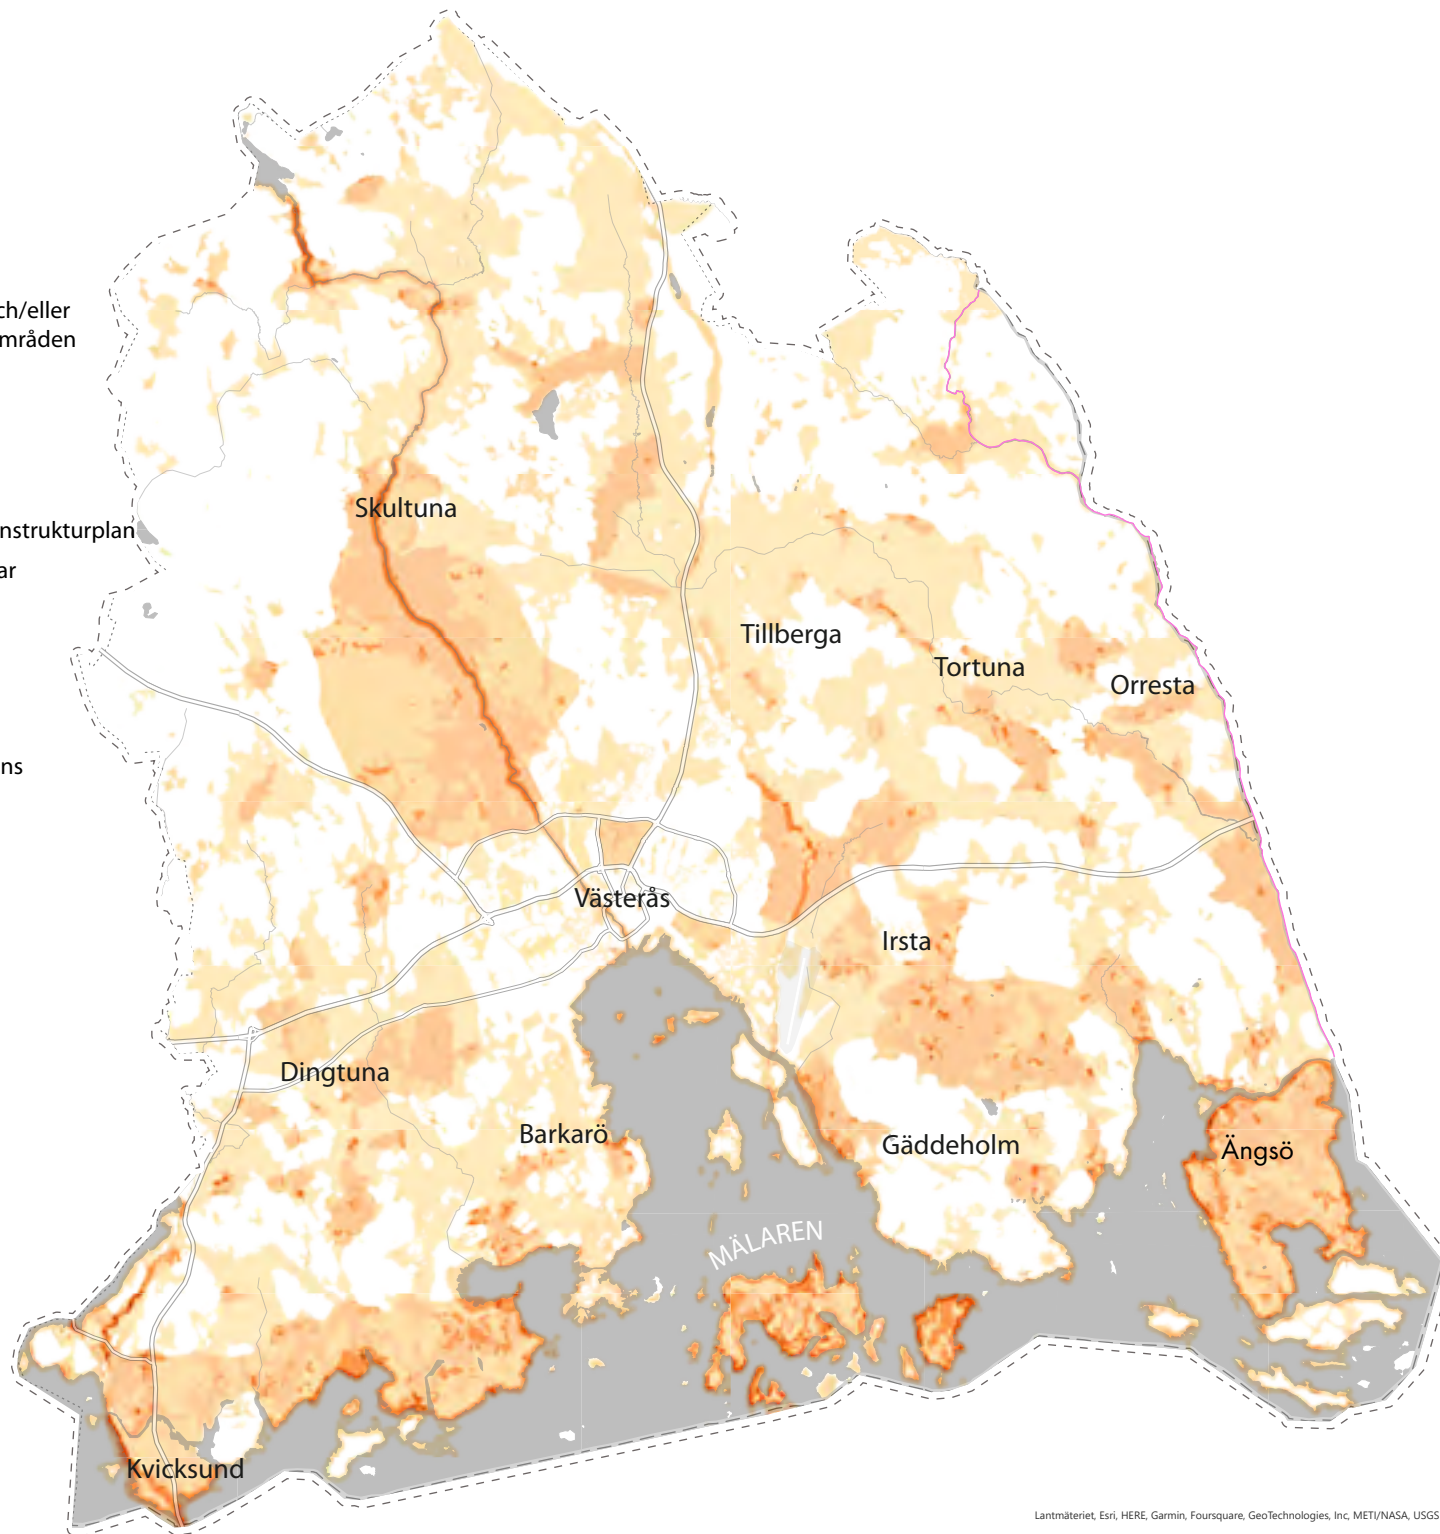 ch/eller
mråden
Skultuna
nstrukturplan
ar
Tillberga
Tortuna
Orresta
ns
Västerås
Irsta
Dingtuna
Barkarö
Gäddeholm
Ängsö
MÄLAREN
Kvicksund
Lantmäteriet, Esri, HERE, Garmin, Foursquare, GeoTechnologies, Inc, METI/NASA, USGS